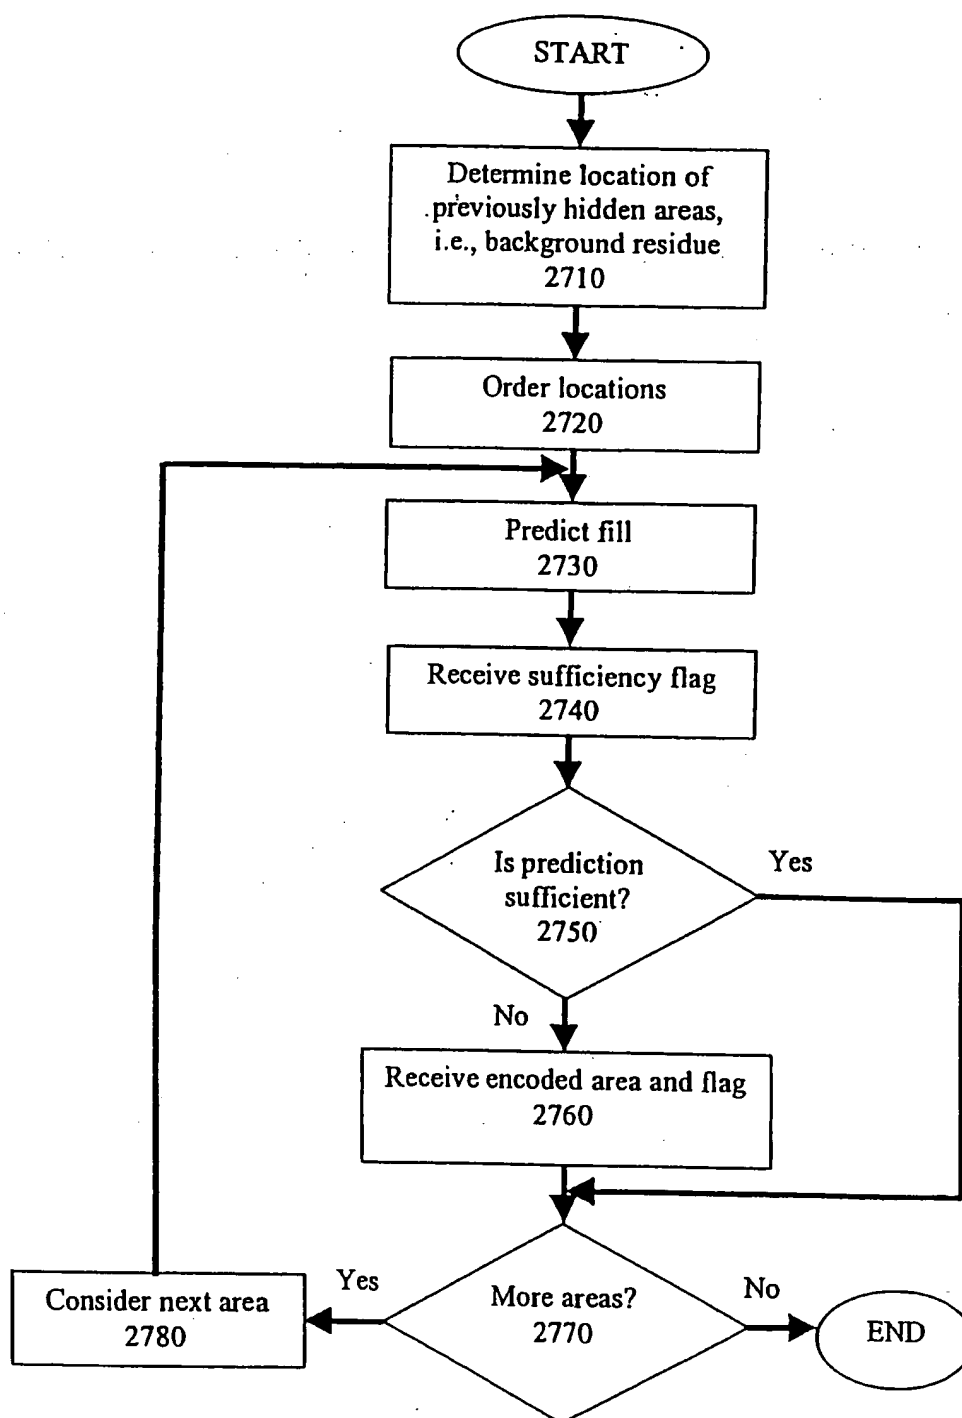 START
Determine location of
previously hidden areas,
i.e., background residue
2710
Order locations
2720
Predict fill
2730
Receive sufficiency flag
2740
Is prediction
sufficient?
2750
Yes
No
Receive encoded area and flag
2760
More areas?
2770
Yes
No
Consider next area
2780
END